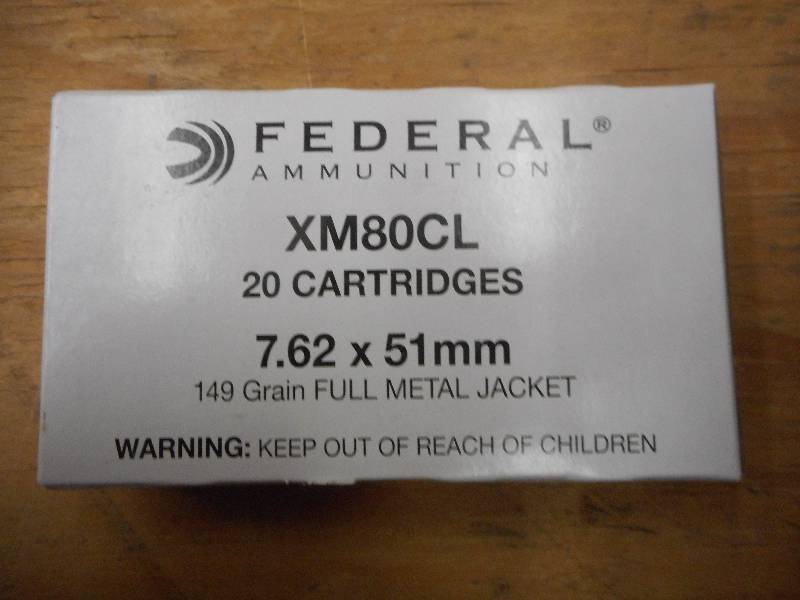 FEDERAL®
AMMUNITION
XM80CL
20 CARTRIDGES
7.62 x 51mm
149 Grain FULL METAL JACKET
WARNING: KEEP OUT OF REACH OF CHILDREN